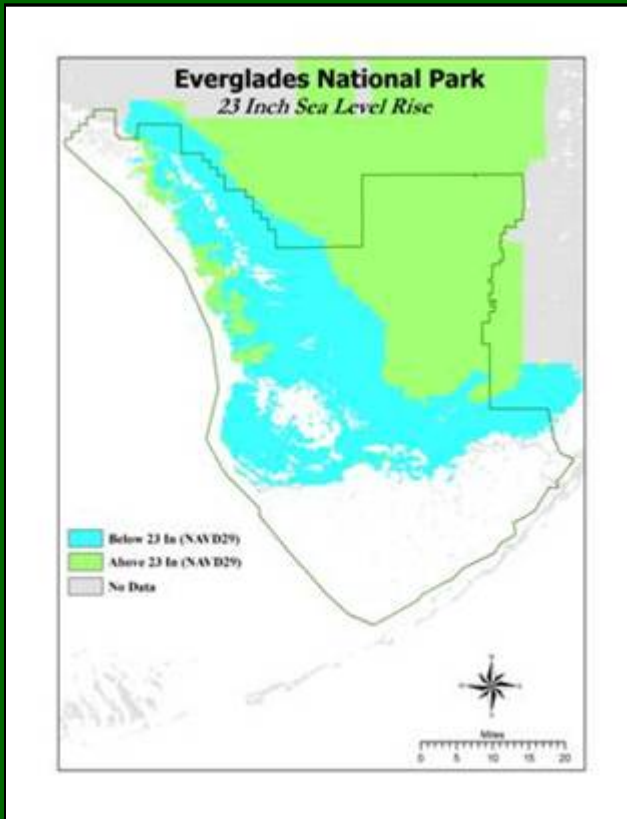 Everglades National Park
23 Inch Sea Level Rise
Below 23 In (NAVD29)
Above 23 In (NAVD29)
No Data
Miles
0 5 10 15 20